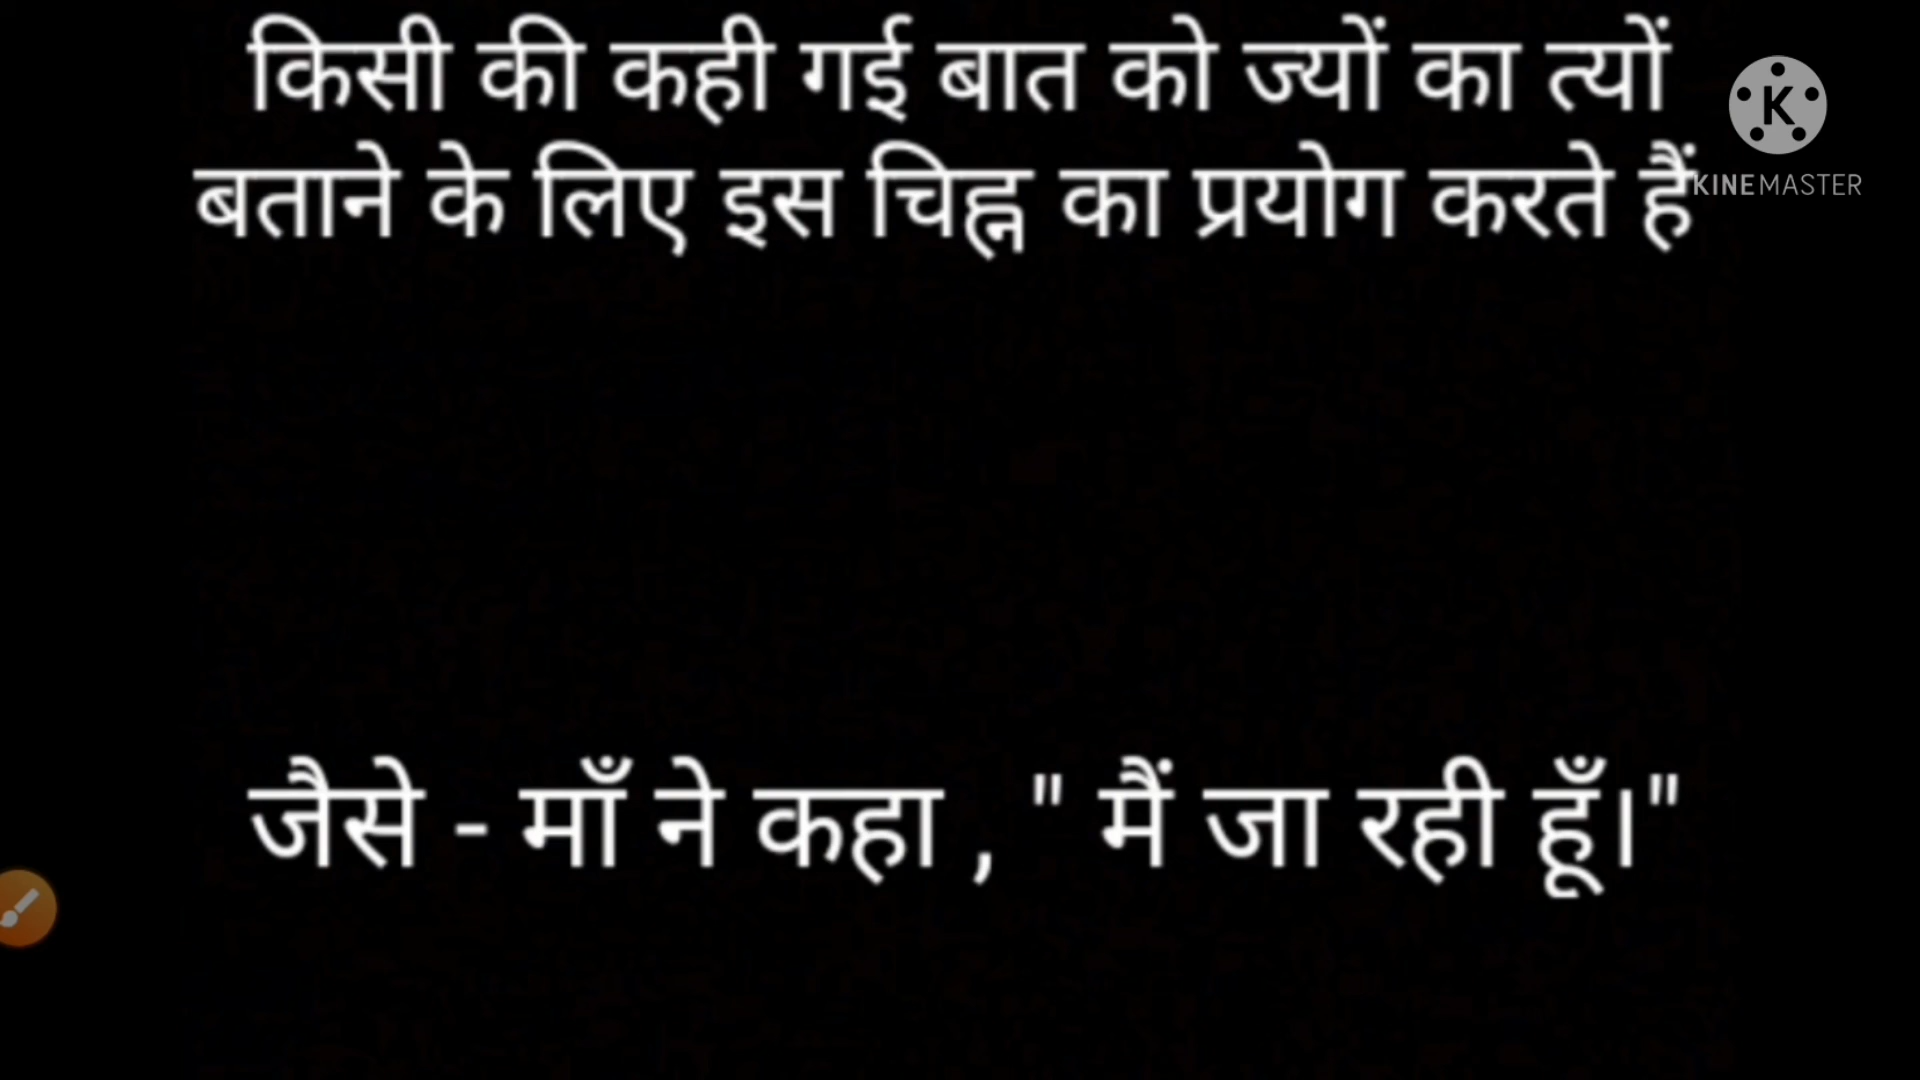 किसी की कही गई बात को ज्यों का त्यों
बताने के लिए इस चिह्न का प्रयोग करते हैं
K
KINEMASTER
जैसे - माँ ने कहा , " मैं जा रही हूँ।"